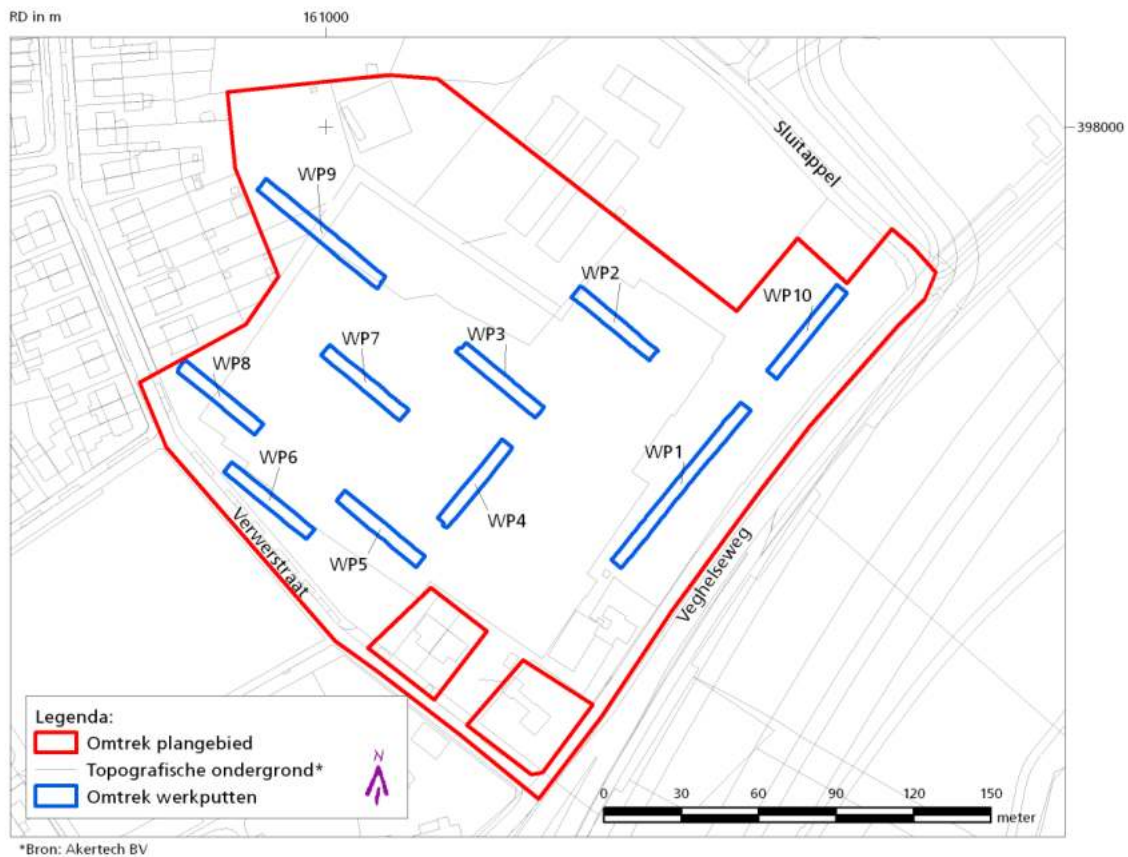 RD in m
161000
398000
Sluitappel
WP9
WP2
WP10
WP3
WP7
WP8
WP1
WP6
WP4
WP5
Verwerstraat
Veghelseweg
Legenda:
Omtrek plangebied
Topografische ondergrond*
Omtrek werkputten
N
0 30 60 90 120 150
meter
*Bron: Akertech BV